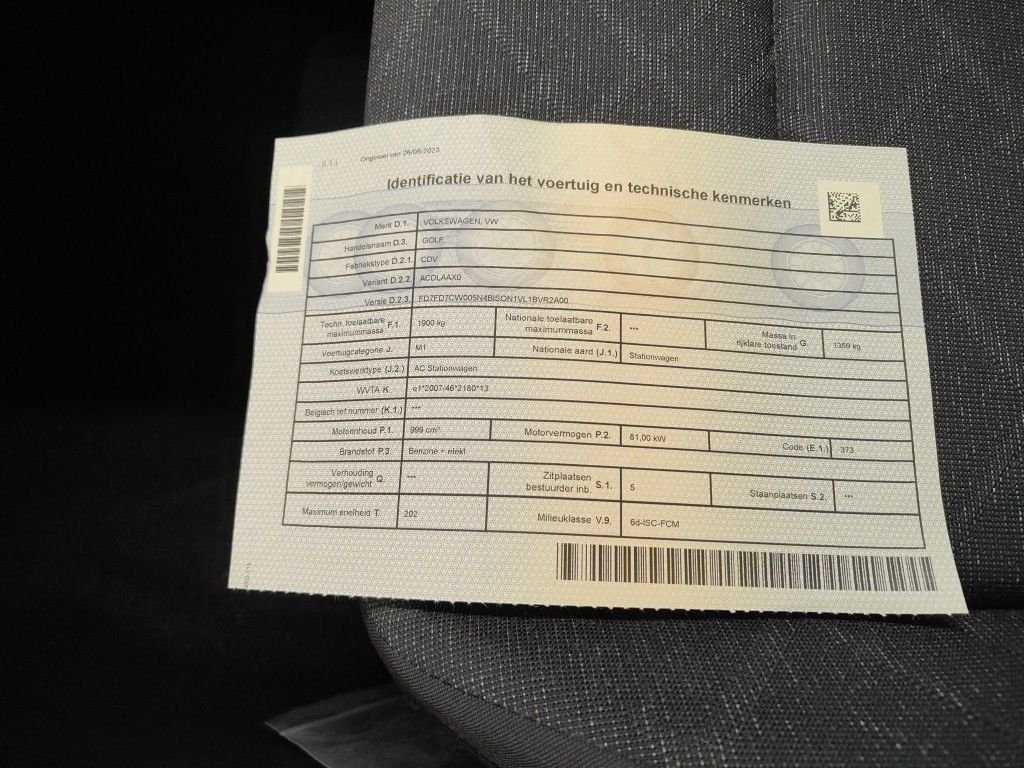 Origineel van 26/05/2023
Identificatie van het voertuig en technische kenmerken
Merk D.1. VOLKSWAGEN, VW
Handelsnaam D.3. GOLF
Fabriekstype D.2.1. CDV
Variant D.2.2 ACDLAAX0
Versie D.2.3. FD7FD7CW005N4BISON1VL1BVR2A00
Techn. toelaatbare maximummassa F.1. 1900 kg Nationale toelaatbare maximummassa F.2. --- Massa in rijklare toestand G. 1359 kg
Voertuigcategorie J. M1 Nationale aard (J.1.) Stationwagen
Koetswerktype (J.2.) AC Stationwagen
WVTA K. e1*2007/46*2180*13
Belgisch ref.nummer (K.1.) ---
Motorinhoud P.1. 999 cm³ Motorvermogen P.2. 81,00 kW Code (E.1.) 373
Brandstof P.3. Benzine + elekt
Verhouding vermogen/gewicht Q. --- Zitplaatsen bestuurder inb. S.1. 5 Staanplaatsen S.2. ---
Maximum snelheid T. 202 Milieuklasse V.9. 6d-ISC-FCM